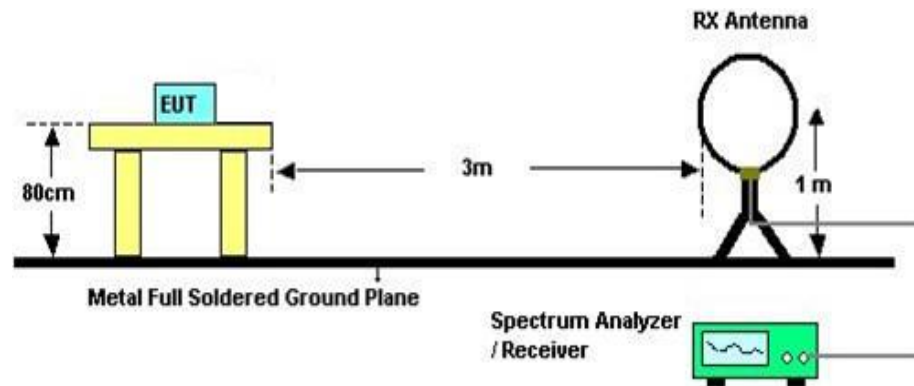 RX Antenna
EUT
80cm
3m
1 m
Metal Full Soldered Ground Plane
Spectrum Analyzer
/ Receiver